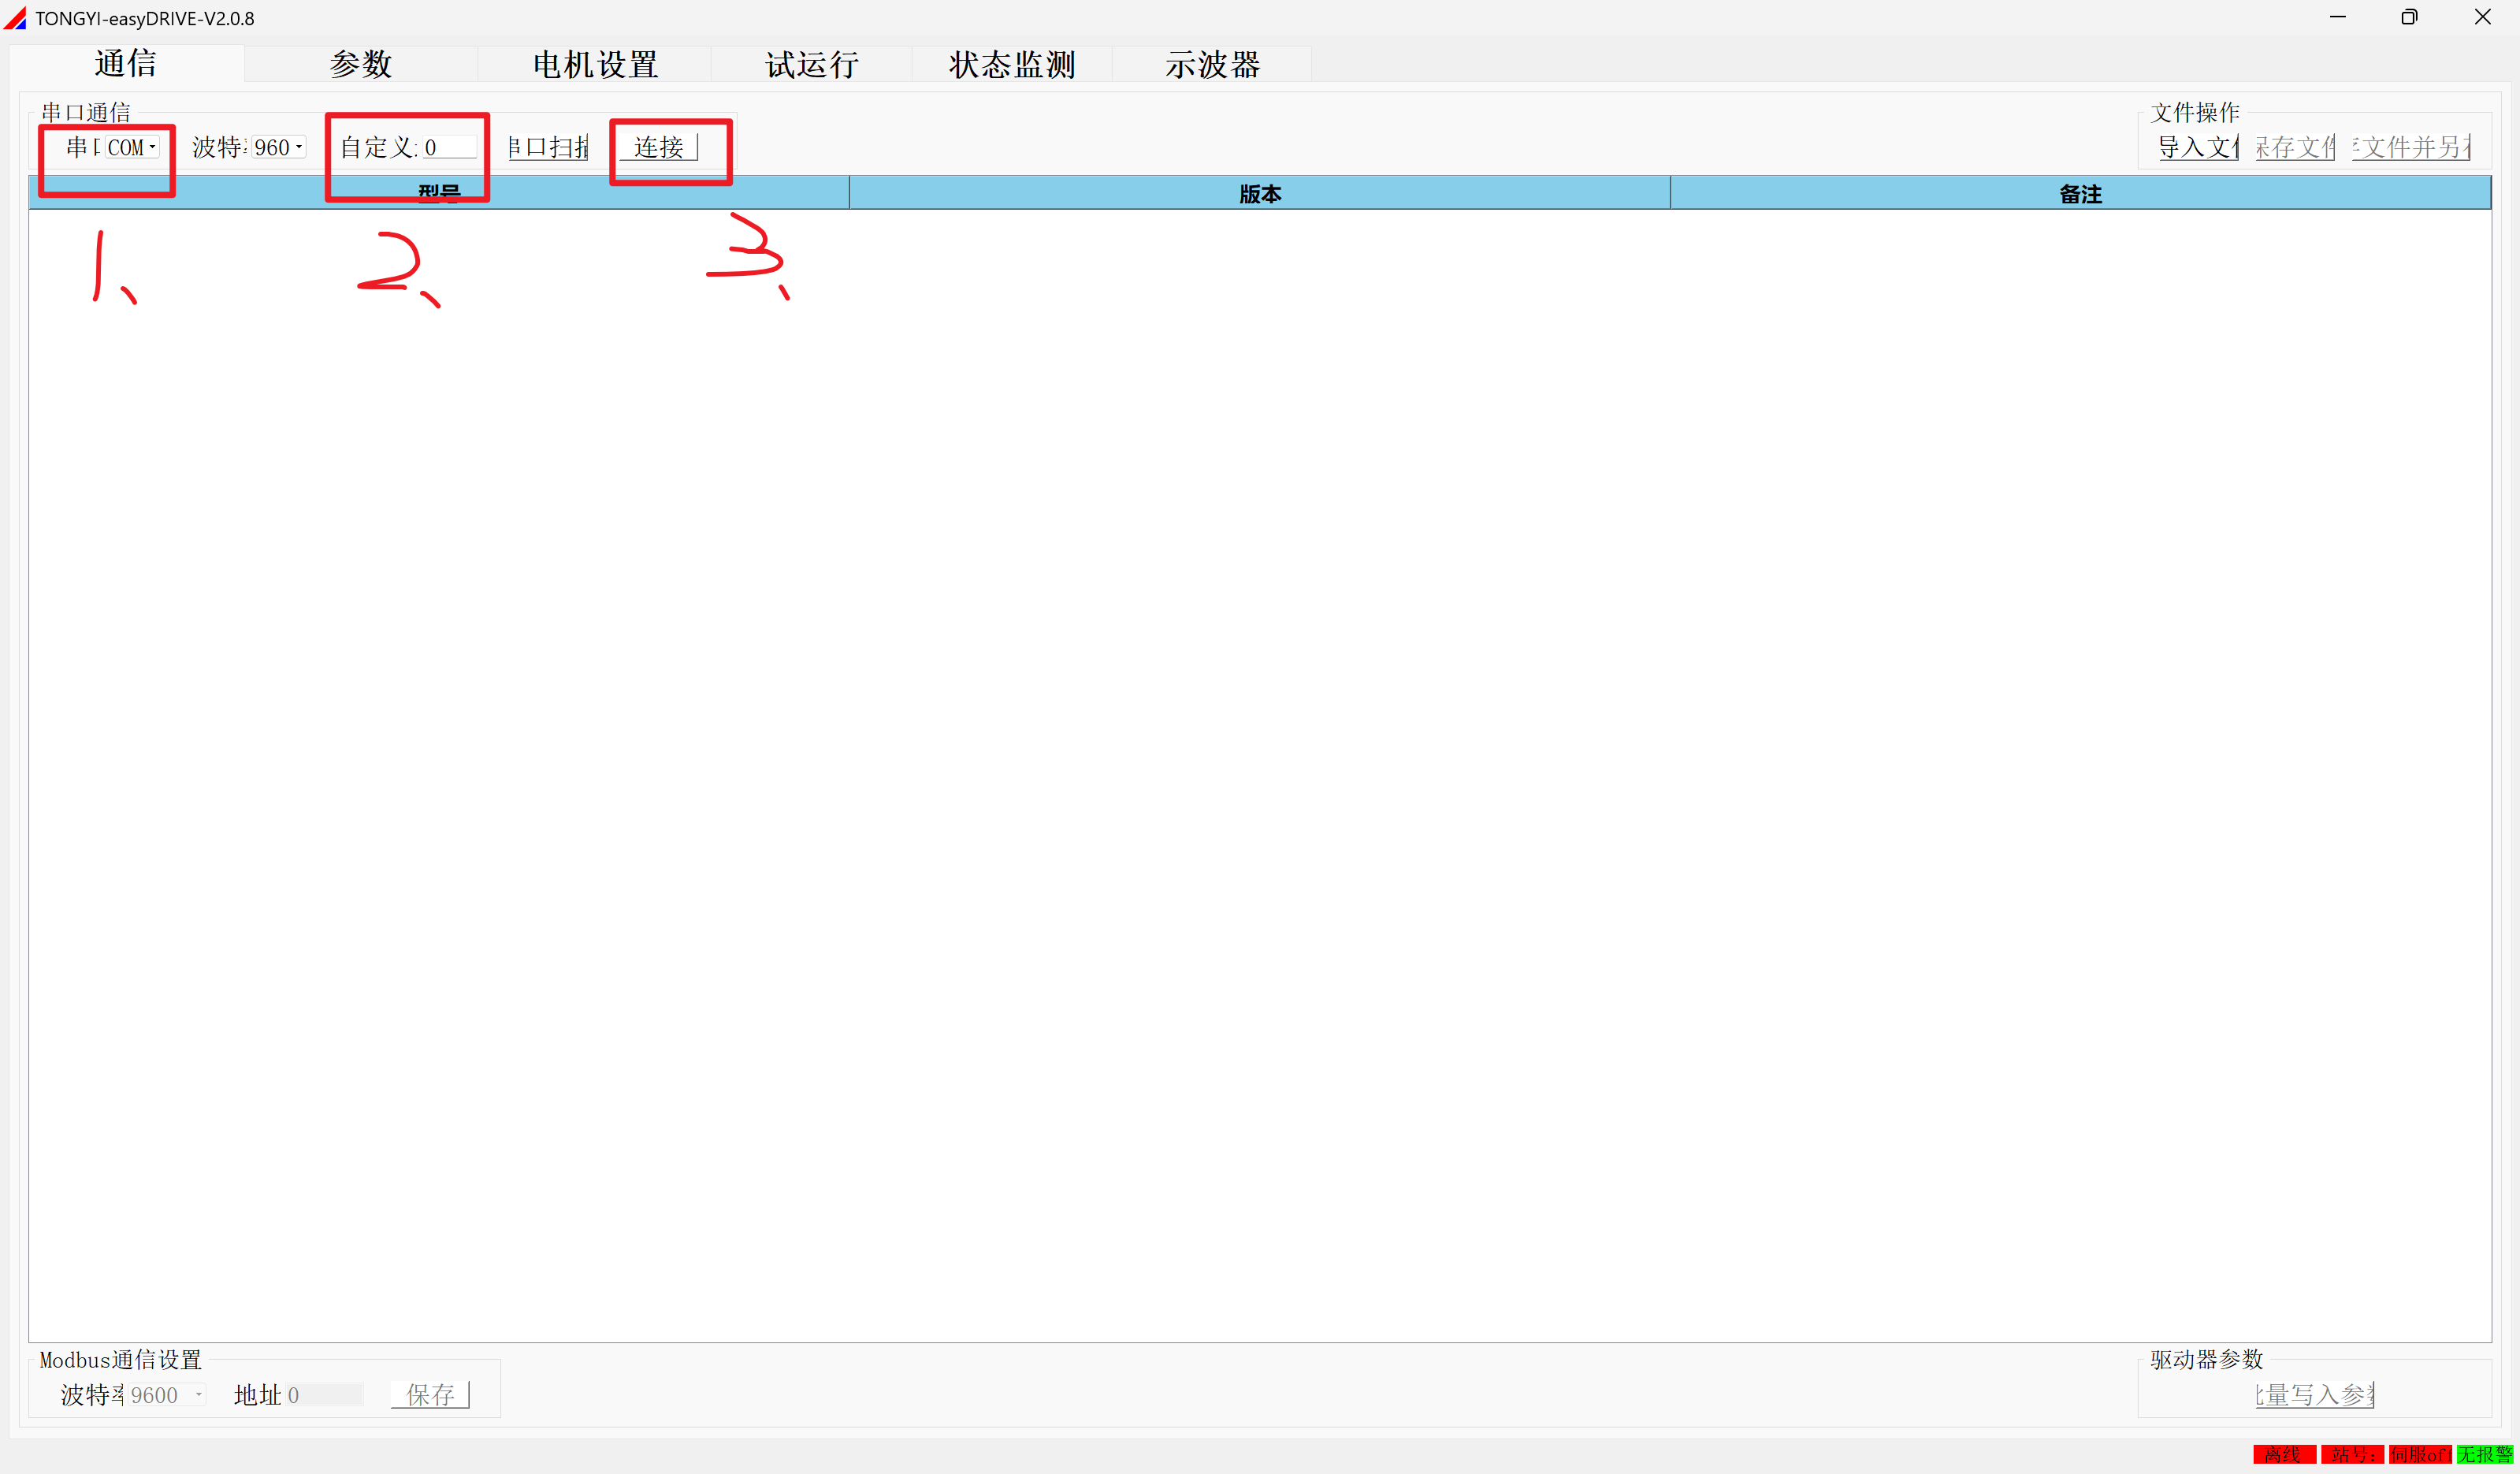 TONGYI-easyDRIVE-V2.0.8
通信 参数 电机设置 试运行 状态监测 示波器
串口通信 文件操作
串口 COM 波特率 960 自定义: 0 串口扫描 连接 导入文件 保存文件 文件并另存
型号 版本 备注
1、 2、 3、
Modbus通信设置 驱动器参数
波特率 9600 地址 0 保存 批量写入参数
离线 站号: 伺服off 无报警